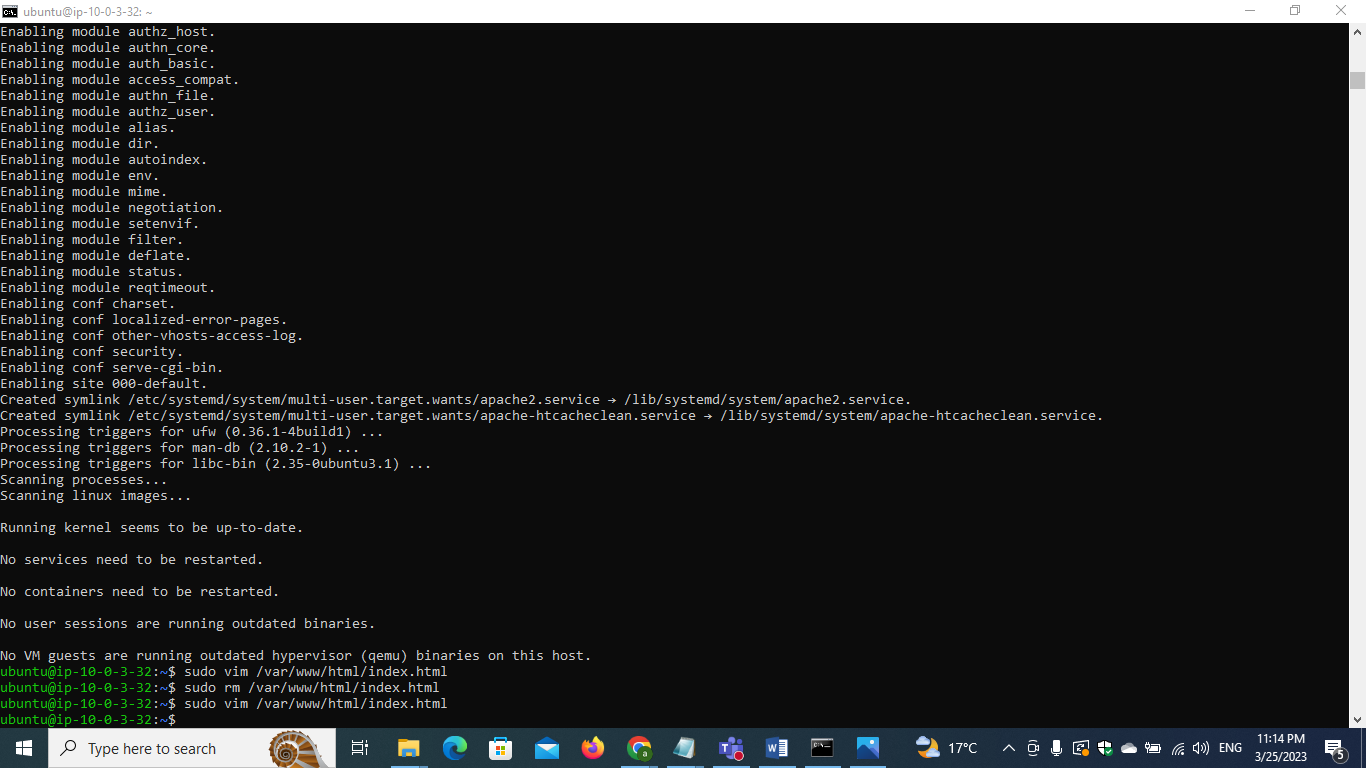 ubuntu@ip-10-0-3-32: ~
Enabling module authz_host.
Enabling module authn_core.
Enabling module auth_basic.
Enabling module access_compat.
Enabling module authn_file.
Enabling module authz_user.
Enabling module alias.
Enabling module dir.
Enabling module autoindex.
Enabling module env.
Enabling module mime.
Enabling module negotiation.
Enabling module setenvif.
Enabling module filter.
Enabling module deflate.
Enabling module status.
Enabling module reqtimeout.
Enabling conf charset.
Enabling conf localized-error-pages.
Enabling conf other-vhosts-access-log.
Enabling conf security.
Enabling conf serve-cgi-bin.
Enabling site 000-default.
Created symlink /etc/systemd/system/multi-user.target.wants/apache2.service → /lib/systemd/system/apache2.service.
Created symlink /etc/systemd/system/multi-user.target.wants/apache-htcacheclean.service → /lib/systemd/system/apache-htcacheclean.service.
Processing triggers for ufw (0.36.1-4build1) ...
Processing triggers for man-db (2.10.2-1) ...
Processing triggers for libc-bin (2.35-0ubuntu3.1) ...
Scanning processes...
Scanning linux images...
Running kernel seems to be up-to-date.
No services need to be restarted.
No containers need to be restarted.
No user sessions are running outdated binaries.
No VM guests are running outdated hypervisor (qemu) binaries on this host.
ubuntu@ip-10-0-3-32:~$ sudo vim /var/www/html/index.html
ubuntu@ip-10-0-3-32:~$ sudo rm /var/www/html/index.html
ubuntu@ip-10-0-3-32:~$ sudo vim /var/www/html/index.html
ubuntu@ip-10-0-3-32:~$
Type here to search
17°C
ENG
11:14 PM
3/25/2023
5